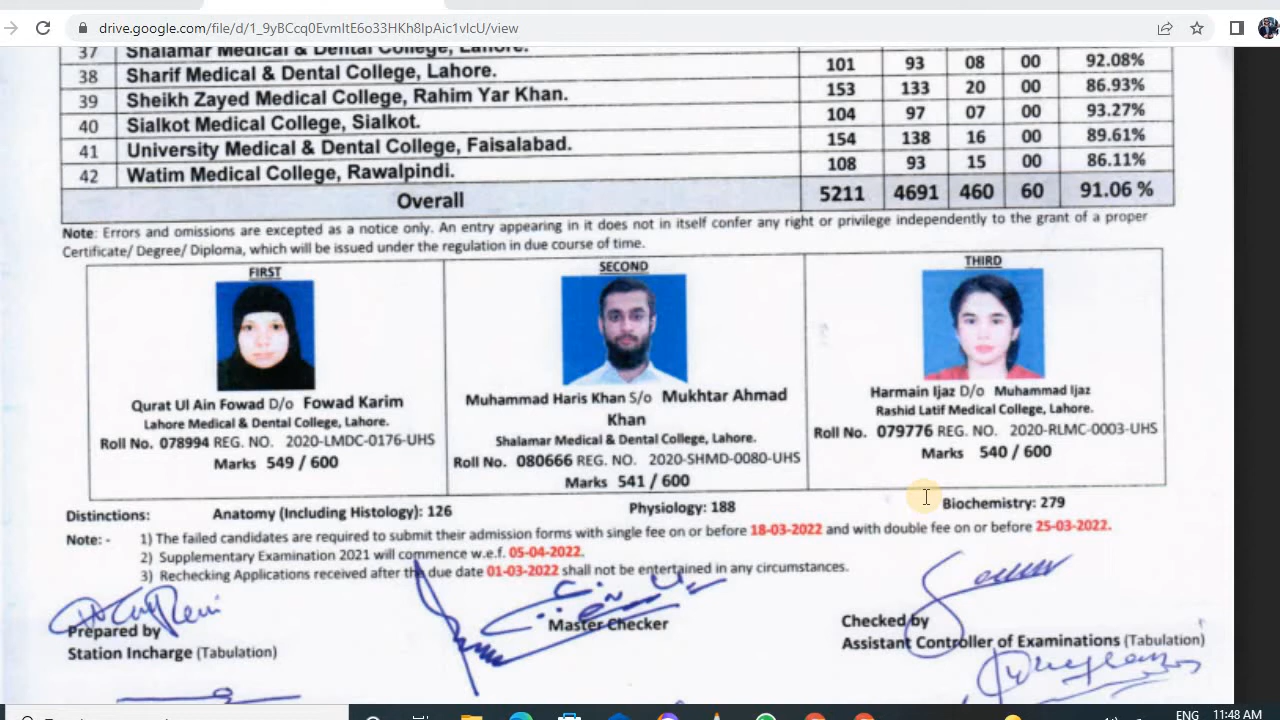 drive.google.com/file/d/1_9yBCcq0EvmltE6o33HKh8lpAic1vlcU/view
37 Shalamar Medical & Dental College, Lahore.
38 Sharif Medical & Dental College, Lahore. 101 93 08 00 92.08%
39 Sheikh Zayed Medical College, Rahim Yar Khan. 153 133 20 00 86.93%
40 Sialkot Medical College, Sialkot. 104 97 07 00 93.27%
41 University Medical & Dental College, Faisalabad. 154 138 16 00 89.61%
42 Watim Medical College, Rawalpindi. 108 93 15 00 86.11%
Overall 5211 4691 460 60 91.06 %
Note: Errors and omissions are excepted as a notice only. An entry appearing in it does not in itself confer any right or privilege independently to the grant of a proper
Certificate/ Degree/ Diploma, which will be issued under the regulation in due course of time.
FIRST
Qurat Ul Ain Fowad D/o Fowad Karim
Lahore Medical & Dental College, Lahore.
Roll No. 078994 REG. NO. 2020-LMDC-0176-UHS
Marks 549 / 600
SECOND
Muhammad Haris Khan S/o Mukhtar Ahmad
Khan
Shalamar Medical & Dental College, Lahore.
Roll No. 080666 REG. NO. 2020-SHMD-0080-UHS
Marks 541 / 600
THIRD
Harmain Ijaz D/o Muhammad Ijaz
Rashid Latif Medical College, Lahore.
Roll No. 079776 REG. NO. 2020-RLMC-0003-UHS
Marks 540 / 600
Distinctions: Anatomy (Including Histology): 126 Physiology: 188 Biochemistry: 279
Note: - 1) The failed candidates are required to submit their admission forms with single fee on or before 18-03-2022 and with double fee on or before 25-03-2022.
2) Supplementary Examination 2021 will commence w.e.f. 05-04-2022.
3) Rechecking Applications received after the due date 01-03-2022 shall not be entertained in any circumstances.
Prepared by
Station Incharge (Tabulation)
Master Checker
Checked by
Assistant Controller of Examinations (Tabulation)
ENG 11:48 AM